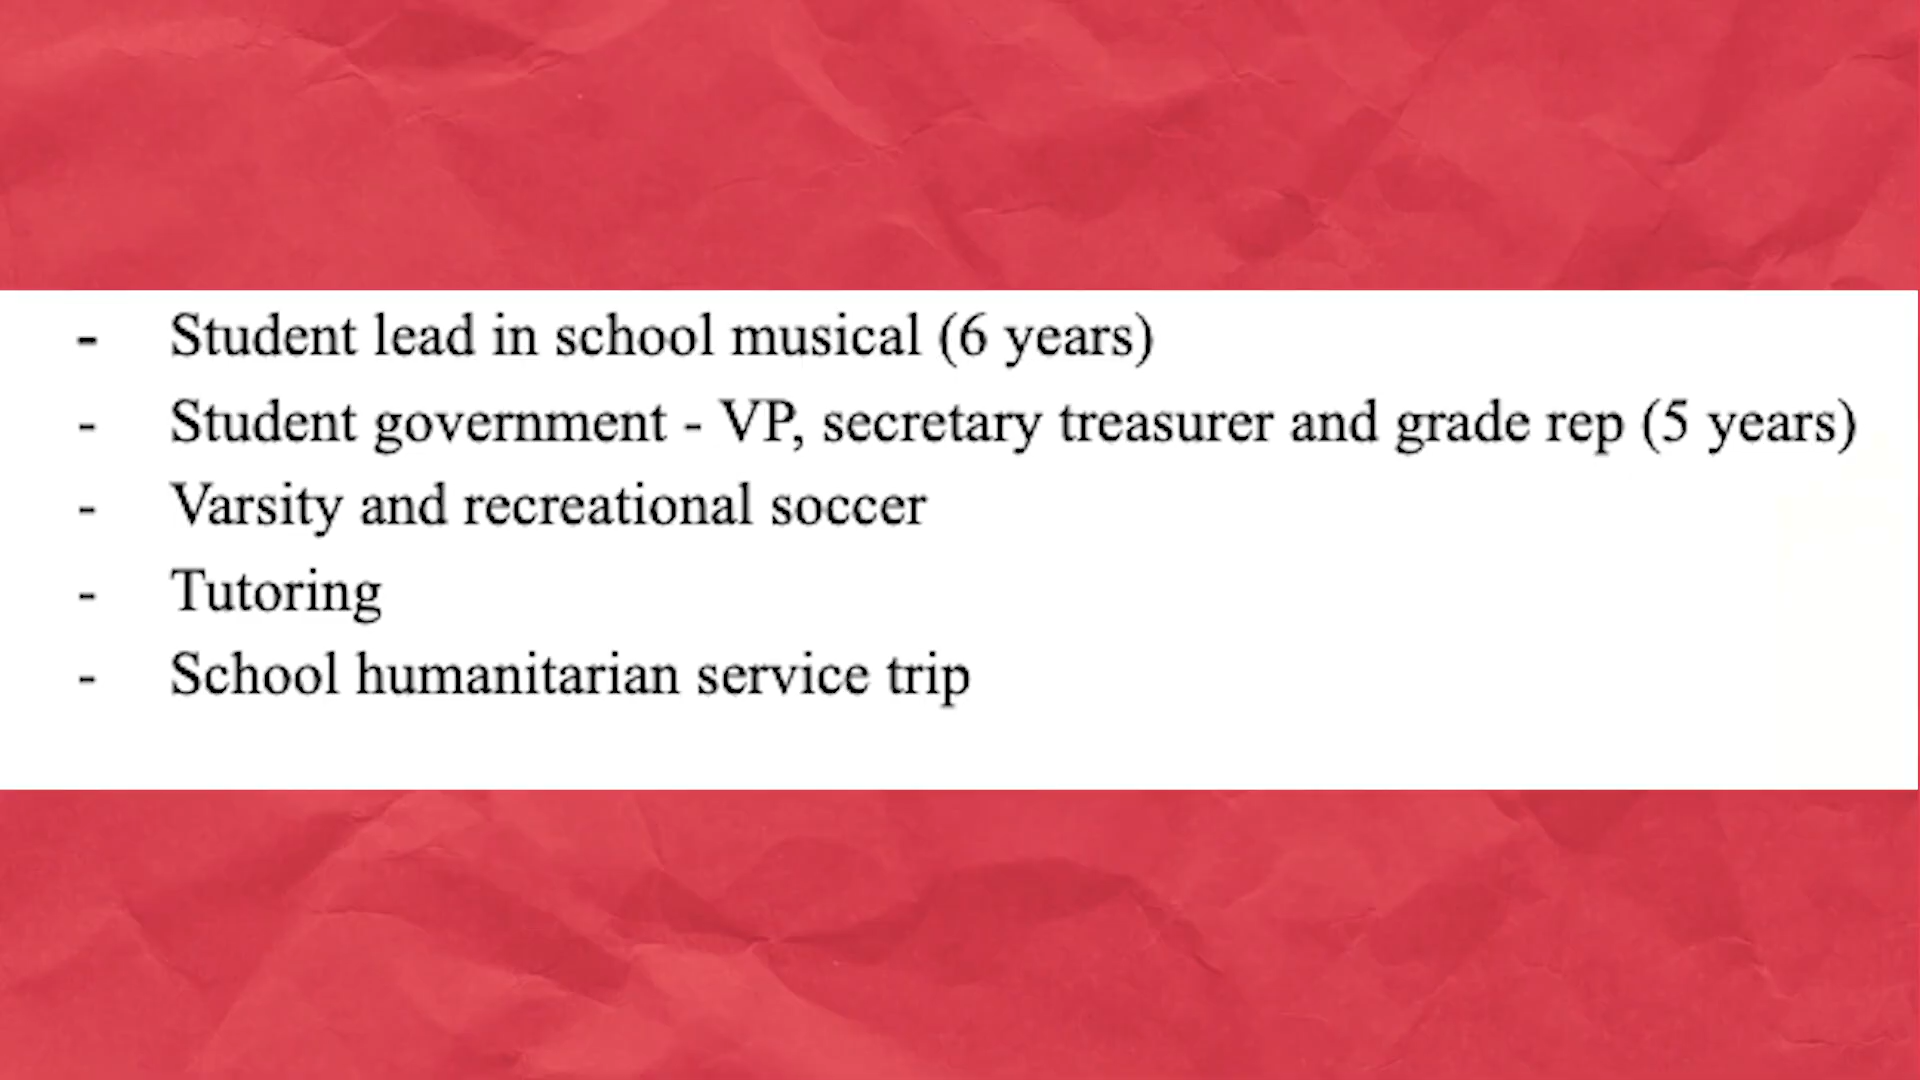 - Student lead in school musical (6 years)
- Student government - VP, secretary treasurer and grade rep (5 years)
- Varsity and recreational soccer
- Tutoring
- School humanitarian service trip